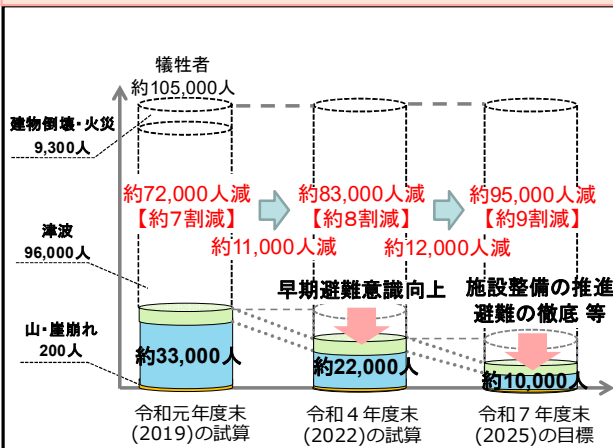 犠牲者
約105,000人
建物倒壊・火災
9,300人
約72,000人減
【約7割減】
約83,000人減
【約8割減】
約95,000人減
【約9割減】
約11,000人減
約12,000人減
津波
96,000人
早期避難意識向上
施設整備の推進
避難の徹底 等
山・崖崩れ
200人
約33,000人
約22,000人
約10,000人
令和元年度末
(2019)の試算
令和４年度末
(2022)の試算
令和７年度末
(2025)の目標